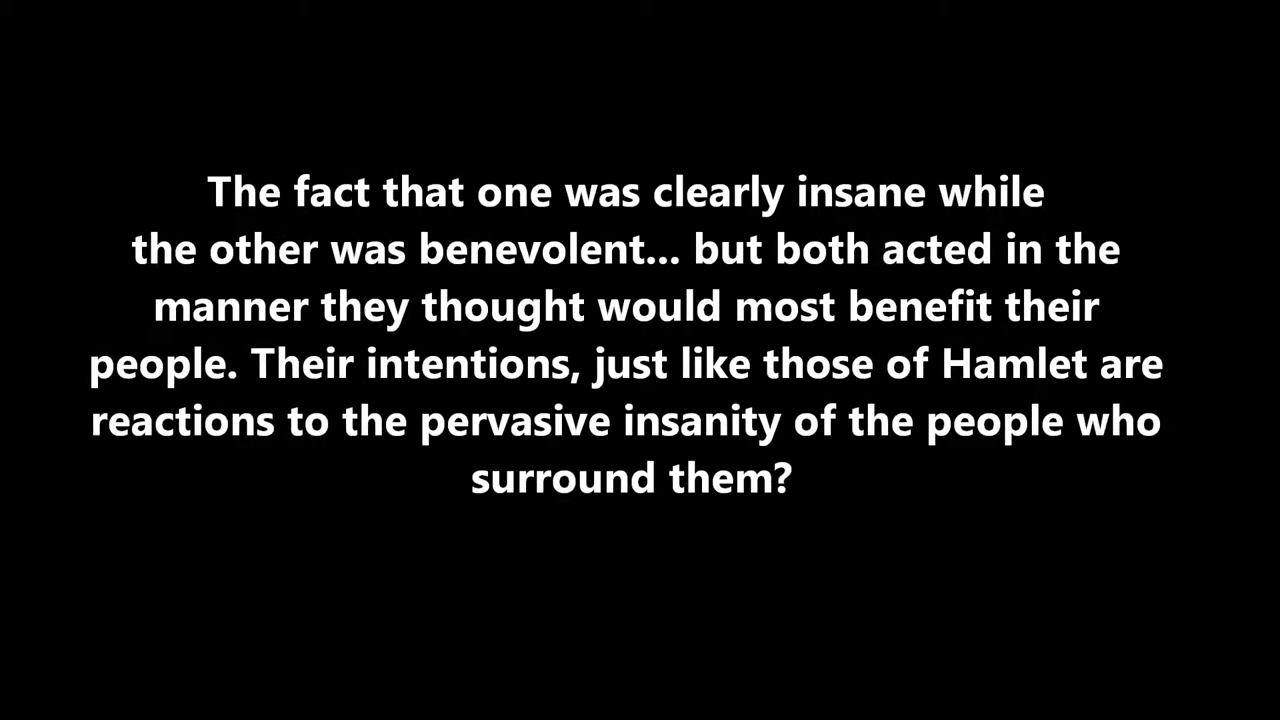 The fact that one was clearly insane while
the other was benevolent... but both acted in the
manner they thought would most benefit their
people. Their intentions, just like those of Hamlet are
reactions to the pervasive insanity of the people who
surround them?